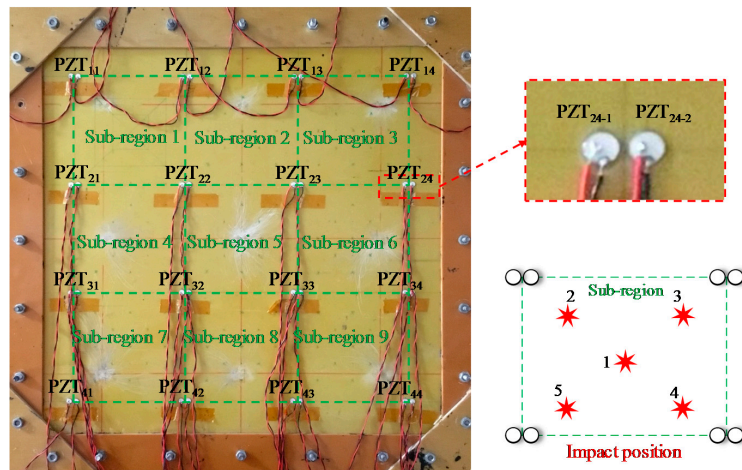 PZT11 PZT12 PZT13 PZT14
Sub-region 1 Sub-region 2 Sub-region 3
PZT21 PZT22 PZT23 PZT24
Sub-region 4 Sub-region 5 Sub-region 6
PZT31 PZT32 PZT33 PZT34
Sub-region 7 Sub-region 8 Sub-region 9
PZT41 PZT42 PZT43 PZT44
PZT24-1 PZT24-2
Sub-region
2 3
1
5 4
Impact position